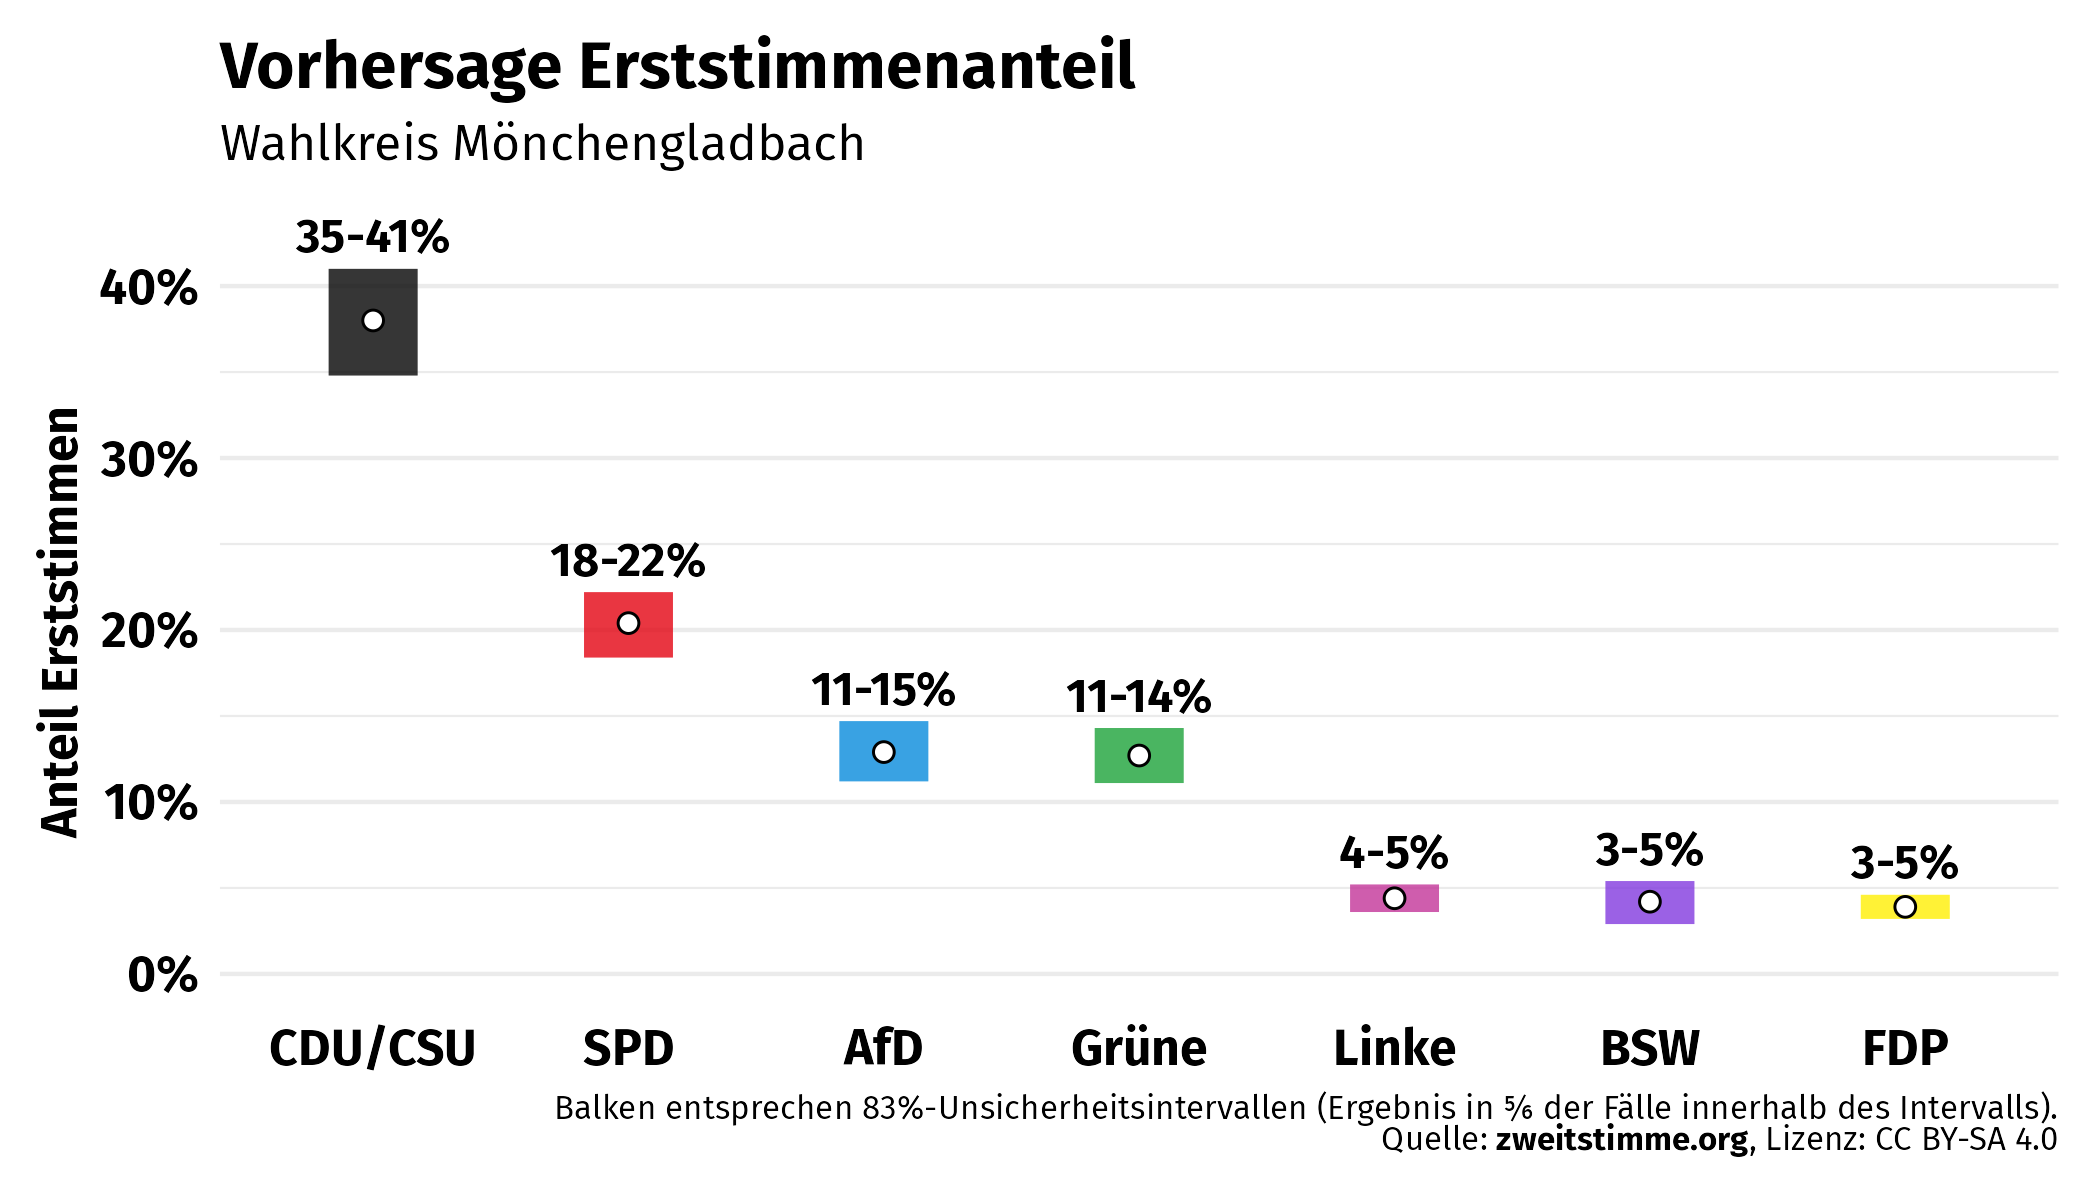 Vorhersage Erststimmenanteil
Wahlkreis Mönchengladbach
Anteil Erststimmen
40%
30%
20%
10%
0%
35-41%
18-22%
11-15%
11-14%
4-5%
3-5%
3-5%
CDU/CSU SPD AfD Grüne Linke BSW FDP
Balken entsprechen 83%-Unsicherheitsintervallen (Ergebnis in ⅚ der Fälle innerhalb des Intervalls).
Quelle: zweitstimme.org, Lizenz: CC BY-SA 4.0